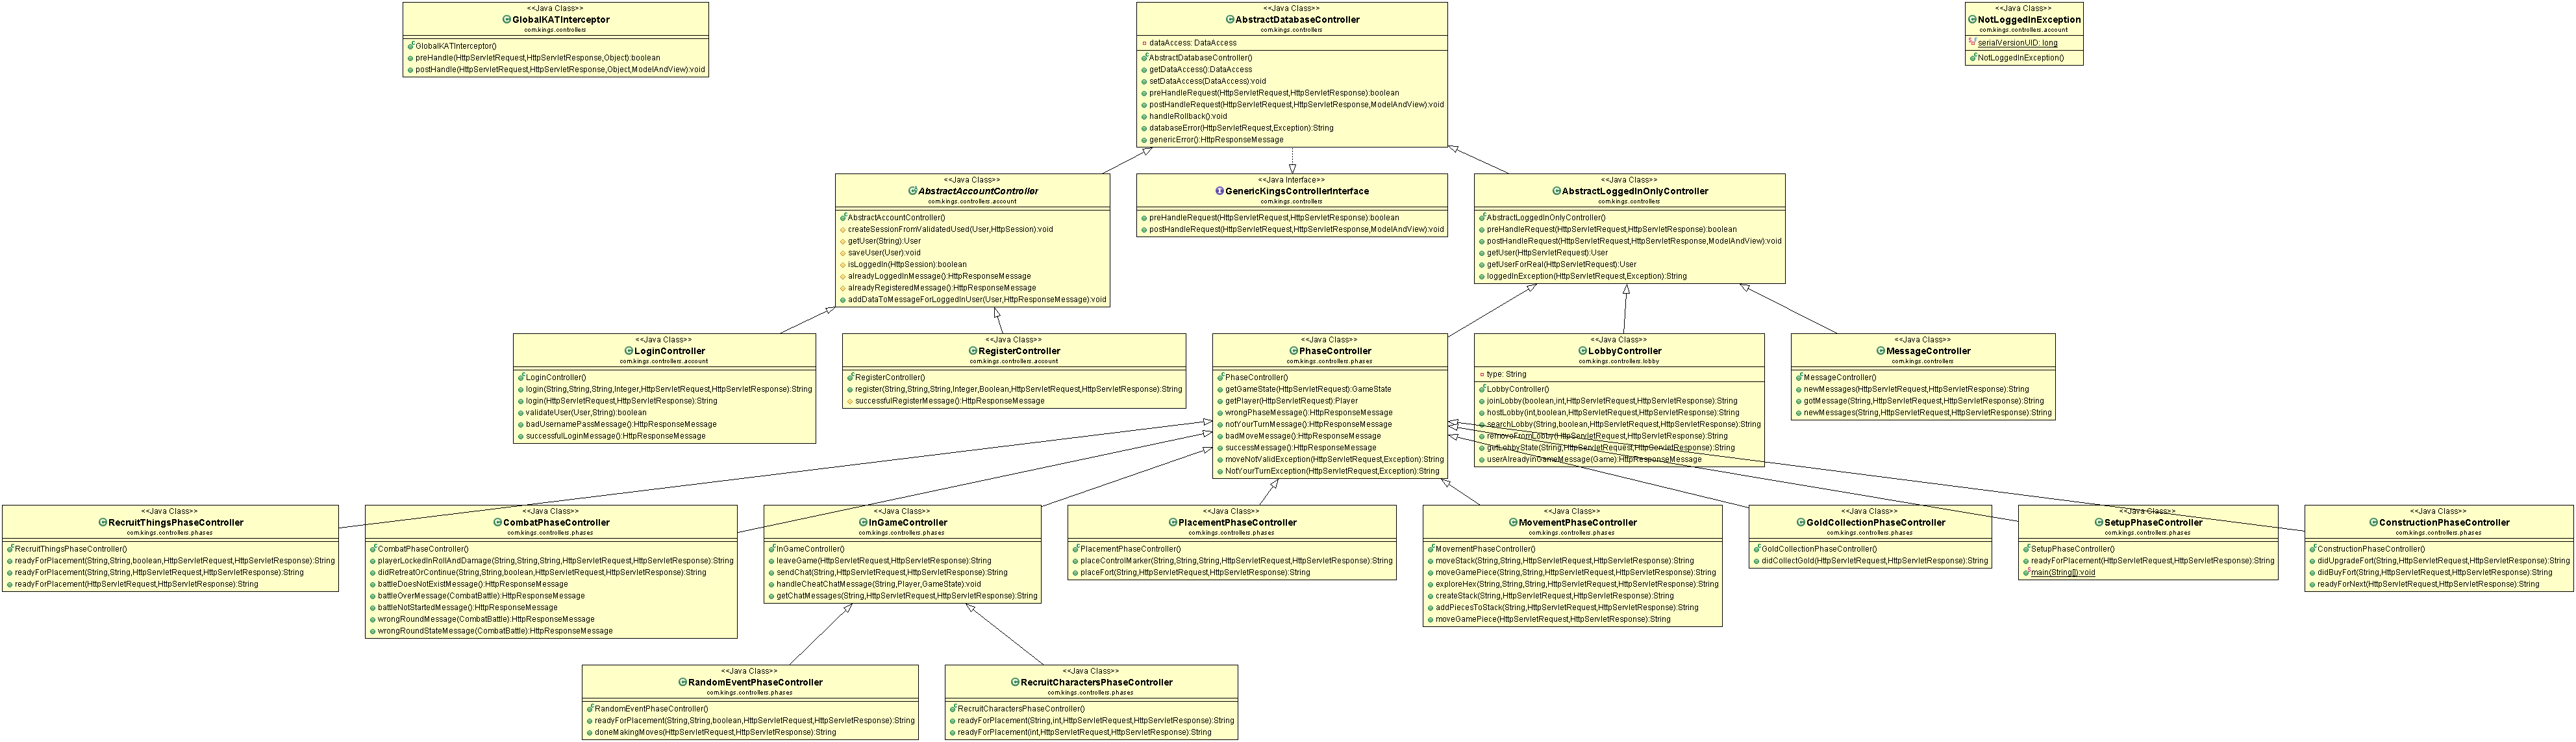 <<Java Class>>
GlobalKATInterceptor
com.kings.controllers
GlobalKATInterceptor()
preHandle(HttpServletRequest,HttpServletResponse,Object):boolean
postHandle(HttpServletRequest,HttpServletResponse,Object,ModelAndView):void
<<Java Class>>
AbstractDatabaseController
com.kings.controllers
dataAccess: DataAccess
AbstractDatabaseController()
getDataAccess():DataAccess
setDataAccess(DataAccess):void
preHandleRequest(HttpServletRequest,HttpServletResponse):boolean
postHandleRequest(HttpServletRequest,HttpServletResponse,ModelAndView):void
handleRollback():void
databaseError(HttpServletRequest,Exception):String
genericError():HttpResponseMessage
<<Java Class>>
NotLoggedInException
com.kings.controllers.account
serialVersionUID: long
NotLoggedInException()
<<Java Class>>
AbstractAccountController
com.kings.controllers.account
AbstractAccountController()
createSessionFromValidatedUsed(User,HttpSession):void
getUser(String):User
saveUser(User):void
isLoggedIn(HttpSession):boolean
alreadyLoggedInMessage():HttpResponseMessage
alreadyRegisteredMessage():HttpResponseMessage
addDataToMessageForLoggedInUser(User,HttpResponseMessage):void
<<Java Interface>>
GenericKingsControllerInterface
com.kings.controllers
preHandleRequest(HttpServletRequest,HttpServletResponse):boolean
postHandleRequest(HttpServletRequest,HttpServletResponse,ModelAndView):void
<<Java Class>>
AbstractLoggedInOnlyController
com.kings.controllers
AbstractLoggedInOnlyController()
preHandleRequest(HttpServletRequest,HttpServletResponse):boolean
postHandleRequest(HttpServletRequest,HttpServletResponse,ModelAndView):void
getUser(HttpServletRequest):User
getUserForReal(HttpServletRequest):User
loggedInException(HttpServletRequest,Exception):String
<<Java Class>>
LoginController
com.kings.controllers.account
LoginController()
login(String,String,String,Integer,HttpServletRequest,HttpServletResponse):String
login(HttpServletRequest,HttpServletResponse):String
validateUser(User,String):boolean
badUsernamePassMessage():HttpResponseMessage
successfulLoginMessage():HttpResponseMessage
<<Java Class>>
RegisterController
com.kings.controllers.account
RegisterController()
register(String,String,String,Integer,Boolean,HttpServletRequest,HttpServletResponse):String
successfulRegisterMessage():HttpResponseMessage
<<Java Class>>
PhaseController
com.kings.controllers.phases
PhaseController()
getGameState(HttpServletRequest):GameState
getPlayer(HttpServletRequest):Player
wrongPhaseMessage():HttpResponseMessage
notYourTurnMessage():HttpResponseMessage
badMoveMessage():HttpResponseMessage
successMessage():HttpResponseMessage
moveNotValidException(HttpServletRequest,Exception):String
NotYourTurnException(HttpServletRequest,Exception):String
<<Java Class>>
LobbyController
com.kings.controllers.lobby
type: String
LobbyController()
joinLobby(boolean,int,HttpServletRequest,HttpServletResponse):String
hostLobby(int,boolean,HttpServletRequest,HttpServletResponse):String
searchLobby(String,boolean,HttpServletRequest,HttpServletResponse):String
removeFromLobby(HttpServletRequest,HttpServletResponse):String
getLobbyState(String,HttpServletRequest,HttpServletResponse):String
userAlreadyinGameMessage(Game):HttpResponseMessage
<<Java Class>>
MessageController
com.kings.controllers
MessageController()
newMessages(HttpServletRequest,HttpServletResponse):String
gotMessage(String,HttpServletRequest,HttpServletResponse):String
newMessages(String,HttpServletRequest,HttpServletResponse):String
<<Java Class>>
RecruitThingsPhaseController
com.kings.controllers.phases
RecruitThingsPhaseController()
readyForPlacement(String,String,boolean,HttpServletRequest,HttpServletResponse):String
readyForPlacement(String,String,HttpServletRequest,HttpServletResponse):String
readyForPlacement(HttpServletRequest,HttpServletResponse):String
<<Java Class>>
CombatPhaseController
com.kings.controllers.phases
CombatPhaseController()
playerLockedInRollAndDamage(String,String,String,HttpServletRequest,HttpServletResponse):String
didRetreatOrContinue(String,String,boolean,HttpServletRequest,HttpServletResponse):String
battleDoesNotExistMessage():HttpResponseMessage
battleOverMessage(CombatBattle):HttpResponseMessage
battleNotStartedMessage():HttpResponseMessage
wrongRoundMessage(CombatBattle):HttpResponseMessage
wrongRoundStateMessage(CombatBattle):HttpResponseMessage
<<Java Class>>
InGameController
com.kings.controllers.phases
InGameController()
leaveGame(HttpServletRequest,HttpServletResponse):String
sendChat(String,HttpServletRequest,HttpServletResponse):String
handleCheatChatMessage(String,Player,GameState):void
getChatMessages(String,HttpServletRequest,HttpServletResponse):String
<<Java Class>>
PlacementPhaseController
com.kings.controllers.phases
PlacementPhaseController()
placeControlMarker(String,String,String,HttpServletRequest,HttpServletResponse):String
placeFort(String,HttpServletRequest,HttpServletResponse):String
<<Java Class>>
MovementPhaseController
com.kings.controllers.phases
MovementPhaseController()
moveStack(String,String,HttpServletRequest,HttpServletResponse):String
moveGamePiece(String,String,String,HttpServletRequest,HttpServletResponse):String
exploreHex(String,String,String,HttpServletRequest,HttpServletResponse):String
createStack(String,HttpServletRequest,HttpServletResponse):String
addPiecesToStack(String,HttpServletRequest,HttpServletResponse):String
moveGamePiece(HttpServletRequest,HttpServletResponse):String
<<Java Class>>
GoldCollectionPhaseController
com.kings.controllers.phases
GoldCollectionPhaseController()
didCollectGold(HttpServletRequest,HttpServletResponse):String
<<Java Class>>
SetupPhaseController
com.kings.controllers.phases
SetupPhaseController()
readyForPlacement(HttpServletRequest,HttpServletResponse):String
main(String[]):void
<<Java Class>>
ConstructionPhaseController
com.kings.controllers.phases
ConstructionPhaseController()
didUpgradeFort(String,HttpServletRequest,HttpServletResponse):String
didBuyFort(String,HttpServletRequest,HttpServletResponse):String
readyForNext(HttpServletRequest,HttpServletResponse):String
<<Java Class>>
RandomEventPhaseController
com.kings.controllers.phases
RandomEventPhaseController()
readyForPlacement(String,String,boolean,HttpServletRequest,HttpServletResponse):String
doneMakingMoves(HttpServletRequest,HttpServletResponse):String
<<Java Class>>
RecruitCharactersPhaseController
com.kings.controllers.phases
RecruitCharactersPhaseController()
readyForPlacement(String,int,HttpServletRequest,HttpServletResponse):String
readyForPlacement(int,HttpServletRequest,HttpServletResponse):String